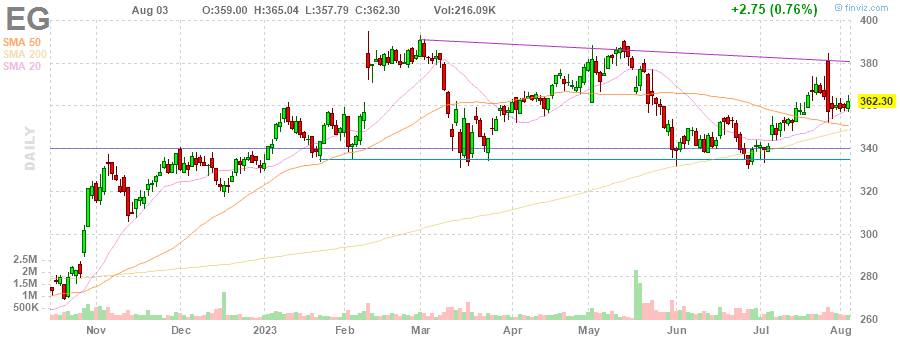 EG
Aug 03
O:359.00 H:365.04 L:357.79 C:362.30
Vol:216.09K
+2.75 (0.76%)
© finviz.com
SMA 50
SMA 200
SMA 20
DAILY
400
380
362.30
360
340
320
300
280
260
2.5M
2M
1.5M
1M
500K
Nov Dec 2023 Feb Mar Apr May Jun Jul Aug